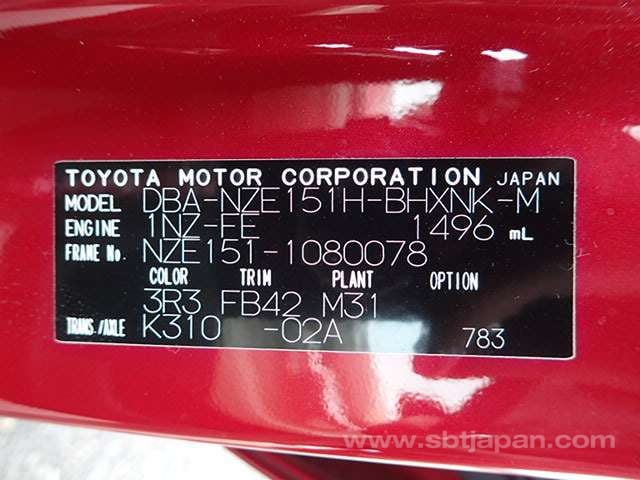 TOYOTA MOTOR CORPORATION JAPAN
MODEL DBA-NZE151H-BHXNK-M
ENGINE 1NZ-FE 1496 mL
FRAME No. NZE151-1080078
COLOR TRIM PLANT OPTION
3R3 FB42 M31
TRANS./AXLE K310 -02A 783
www.sbtjapan.com